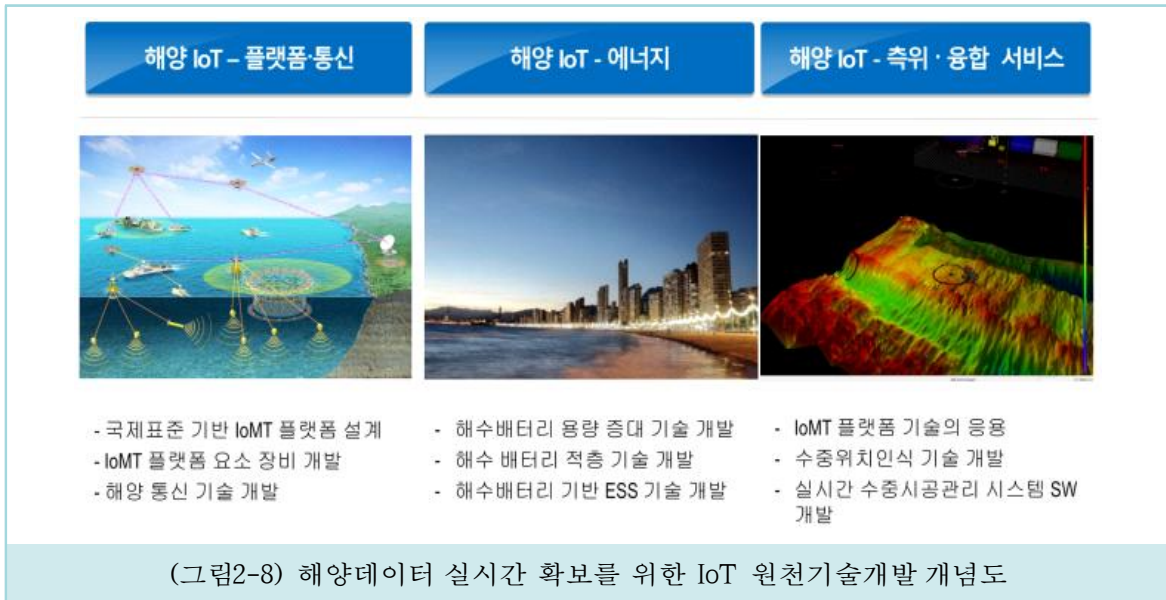 해양 IoT – 플랫폼·통신
해양 IoT - 에너지
해양 IoT - 측위 · 융합 서비스
- 국제표준 기반 IoMT 플랫폼 설계
- IoMT 플랫폼 요소 장비 개발
- 해양 통신 기술 개발
- 해수배터리 용량 증대 기술 개발
- 해수 배터리 적층 기술 개발
- 해수배터리 기반 ESS 기술 개발
- IoMT 플랫폼 기술의 응용
- 수중위치인식 기술 개발
- 실시간 수중시공관리 시스템 SW
개발
(그림2-8) 해양데이터 실시간 확보를 위한 IoT 원천기술개발 개념도